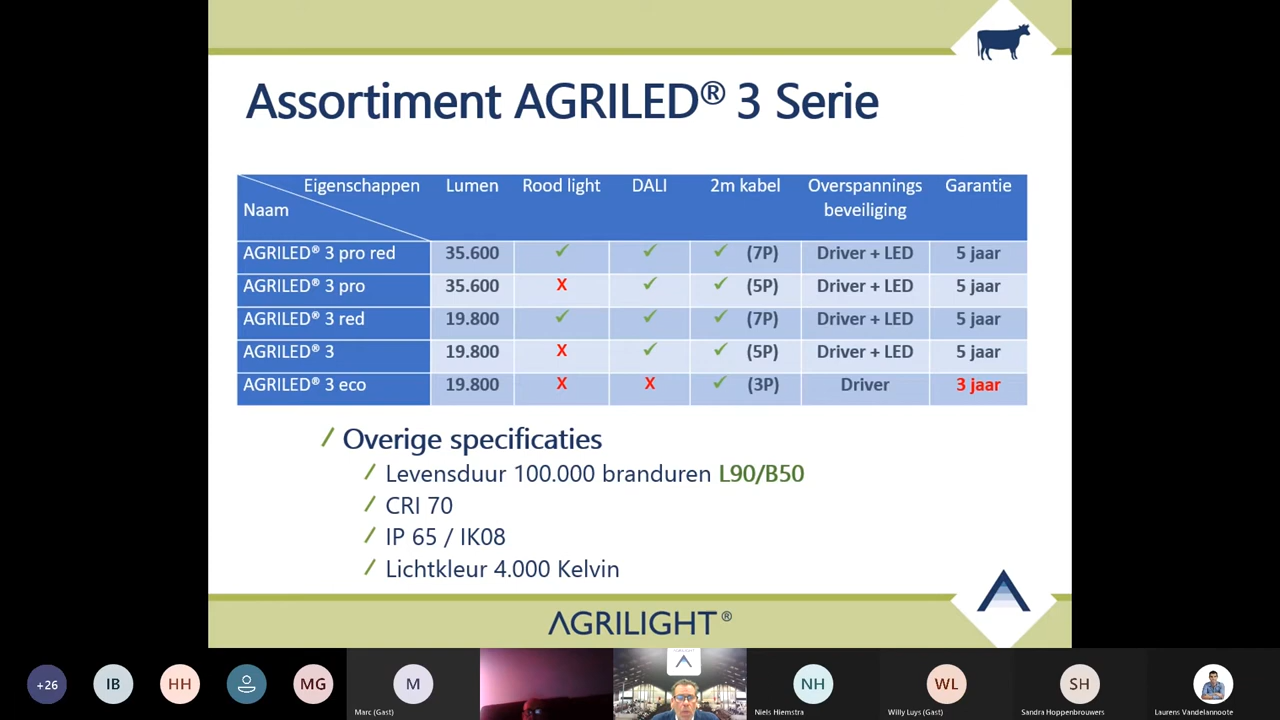 Assortiment AGRILED® 3 Serie
Eigenschappen Lumen Rood light DALI 2m kabel Overspannings beveiliging Garantie
Naam
AGRILED® 3 pro red 35.600 ✓ ✓ ✓ (7P) Driver + LED 5 jaar
AGRILED® 3 pro 35.600 X ✓ ✓ (5P) Driver + LED 5 jaar
AGRILED® 3 red 19.800 ✓ ✓ ✓ (7P) Driver + LED 5 jaar
AGRILED® 3 19.800 X ✓ ✓ (5P) Driver + LED 5 jaar
AGRILED® 3 eco 19.800 X X ✓ (3P) Driver 3 jaar
Overige specificaties
Levensduur 100.000 branduren L90/B50
CRI 70
IP 65 / IK08
Lichtkleur 4.000 Kelvin
AGRILIGHT®
+26 IB HH MG M NH WL SH
Marc (Gast) Niels Hiemstra Willy Luys (Gast) Sandra Hoppenbrouwers Laurens Vandelannoote